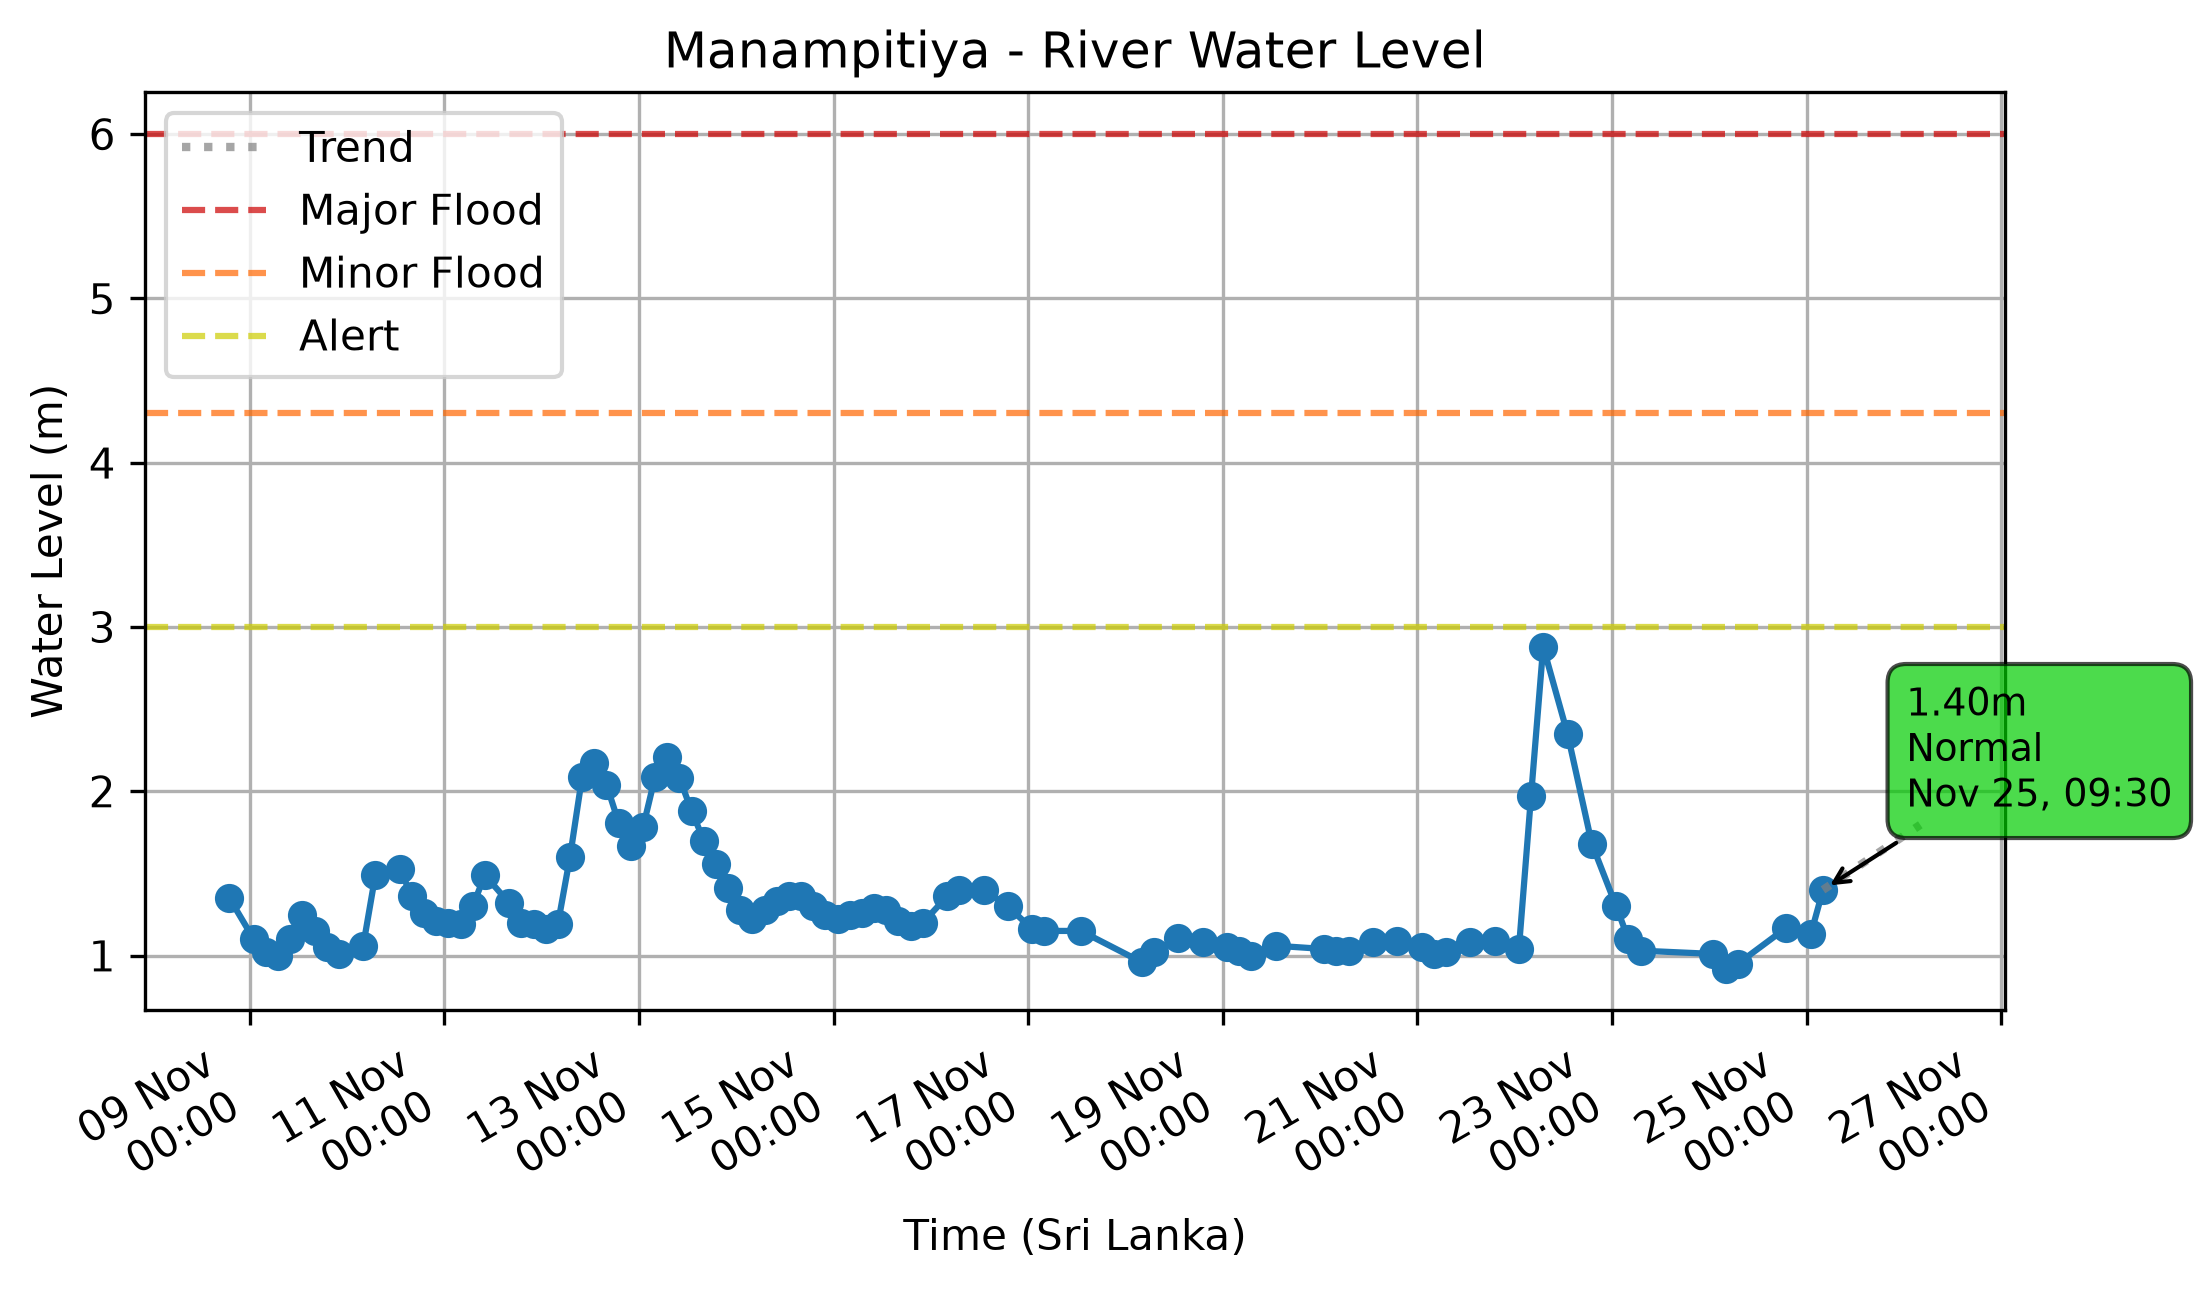 Manampitiya - River Water Level
Trend
Major Flood
Minor Flood
Alert
6
5
4
3
2
1
Water Level (m)
1.40m
Normal
Nov 25, 09:30
09 Nov
00:00
11 Nov
00:00
13 Nov
00:00
15 Nov
00:00
17 Nov
00:00
19 Nov
00:00
21 Nov
00:00
23 Nov
00:00
25 Nov
00:00
27 Nov
00:00
Time (Sri Lanka)